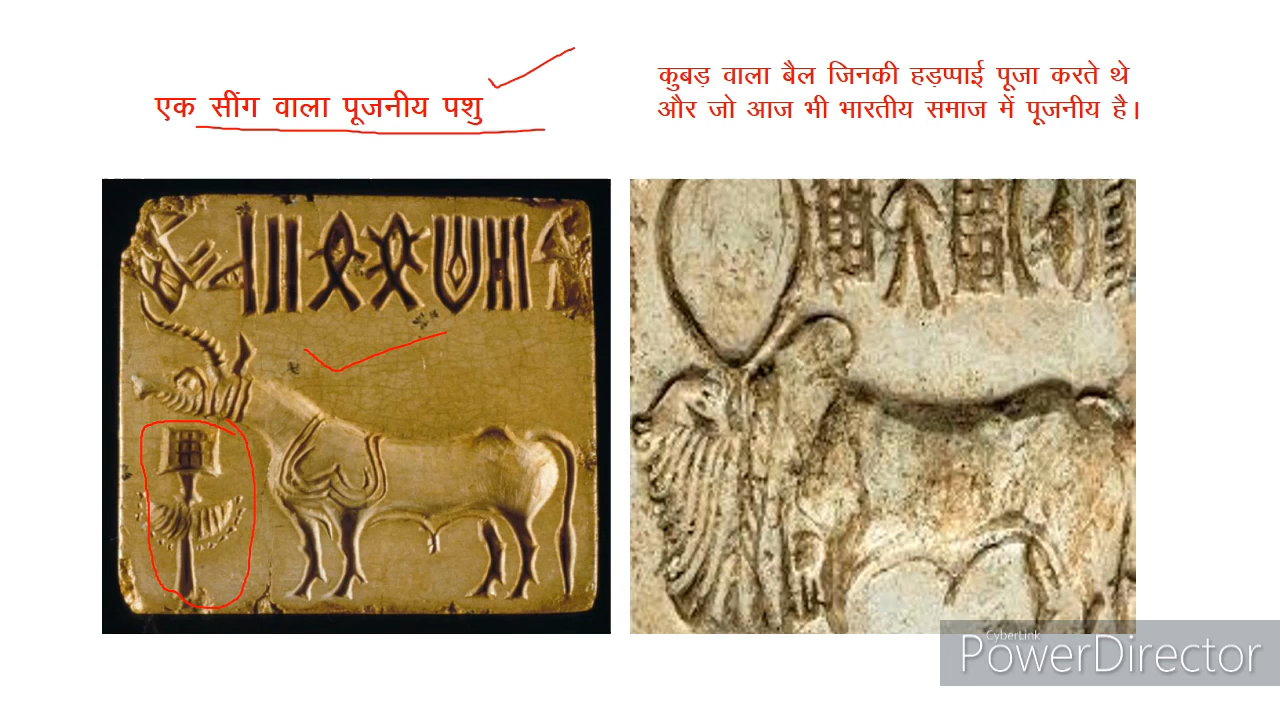 एक सींग वाला पूजनीय पशु
कुबड़ वाला बैल जिनकी हड़प्पाई पूजा करते थे
और जो आज भी भारतीय समाज में पूजनीय है।
CyberLink
PowerDirector